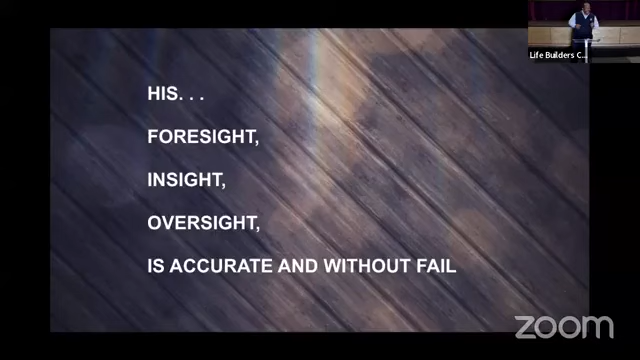 Life Builders C...
HIS. . .
FORESIGHT,
INSIGHT,
OVERSIGHT,
IS ACCURATE AND WITHOUT FAIL
zoom